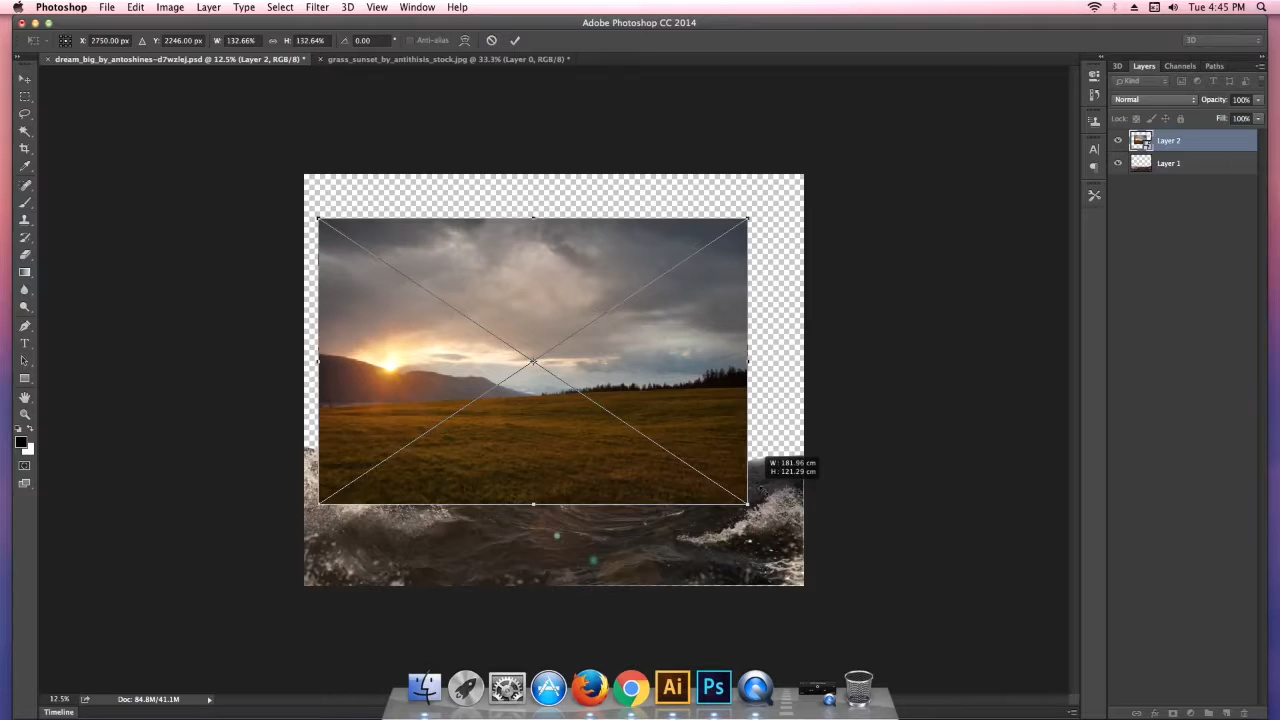 Photoshop File Edit Image Layer Type Select Filter 3D View Window Help Tue 4:45 PM
Adobe Photoshop CC 2014
X: 2750.00 px Y: 2246.00 px W: 132.66% H: 132.64% 0.00 ° Anti-alias 3D
× dream_big_by_antoshines-d7wzlej.psd @ 12.5% (Layer 2, RGB/8) * × grass_sunset_by_antithisis_stock.jpg @ 33.3% (Layer 0, RGB/8) *
3D Layers Channels Paths
Kind
Normal Opacity: 100%
Lock: Fill: 100%
Layer 2
Layer 1
W: 181.96 cm
H: 121.29 cm
Ai Ps
12.5% Doc: 84.8M/41.1M
Timeline